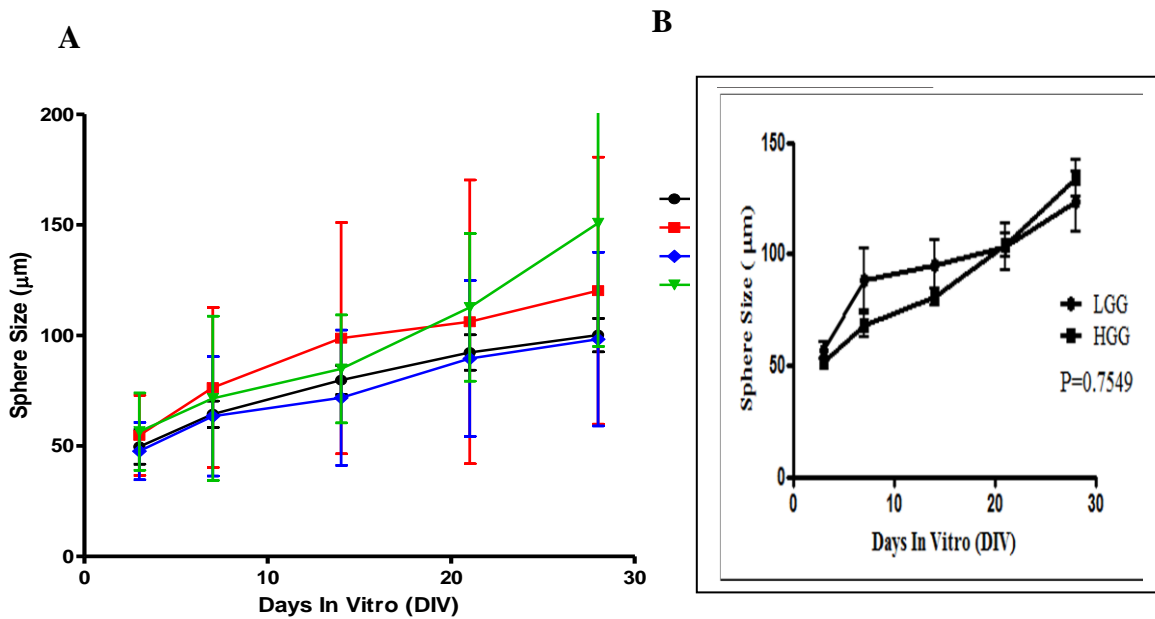 A
200
150
100
50
0
0
10
20
30
Sphere Size (μm)
Days In Vitro (DIV)
B
150
100
50
0
0
10
20
30
Sphere Size ( μm)
LGG
HGG
P=0.7549
Days In Vitro (DIV)